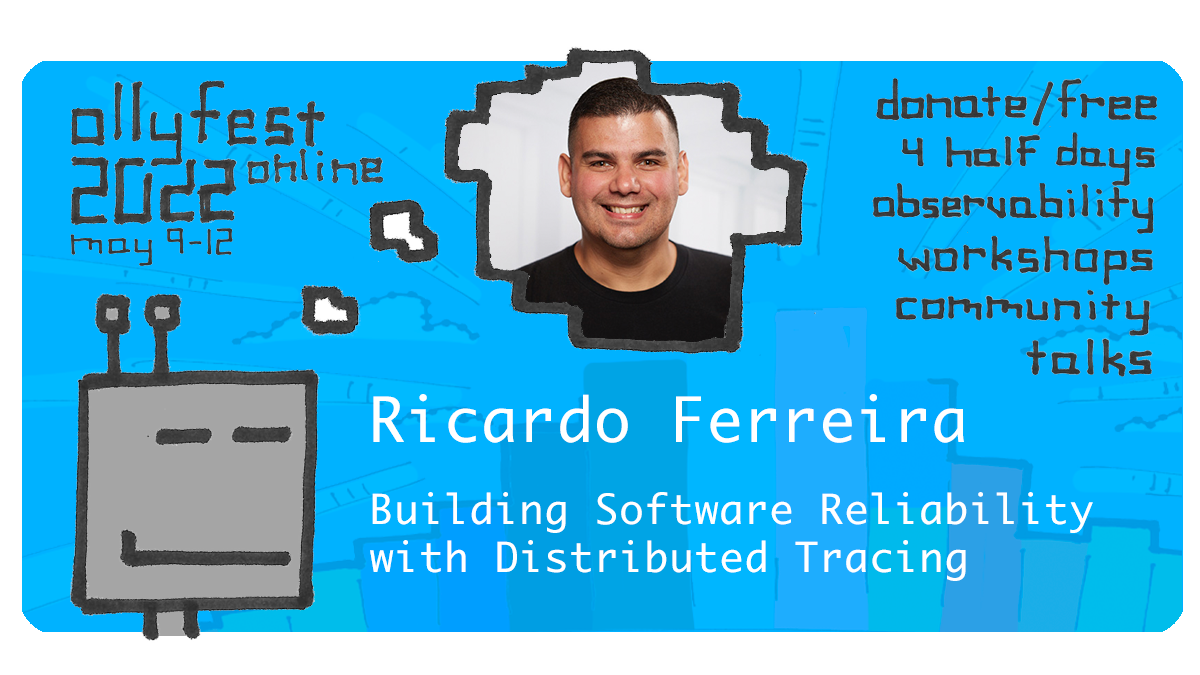 ollyfest
2022 online
may 9-12
donate/free
4 half days
observability
workshops
community
talks
Ricardo Ferreira
Building Software Reliability
with Distributed Tracing